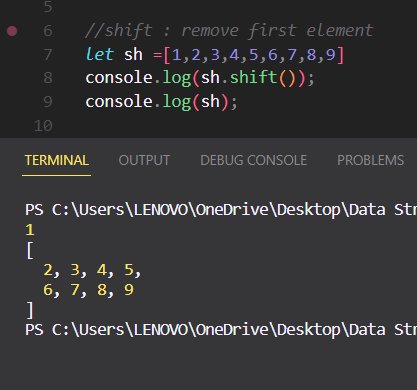 5
6 //shift : remove first element
7 let sh =[1,2,3,4,5,6,7,8,9]
8 console.log(sh.shift());
9 console.log(sh);
10
TERMINAL OUTPUT DEBUG CONSOLE PROBLEMS
PS C:\Users\LENOVO\OneDrive\Desktop\Data Str
1
[
2, 3, 4, 5,
6, 7, 8, 9
]
PS C:\Users\LENOVO\OneDrive\Desktop\Data Str